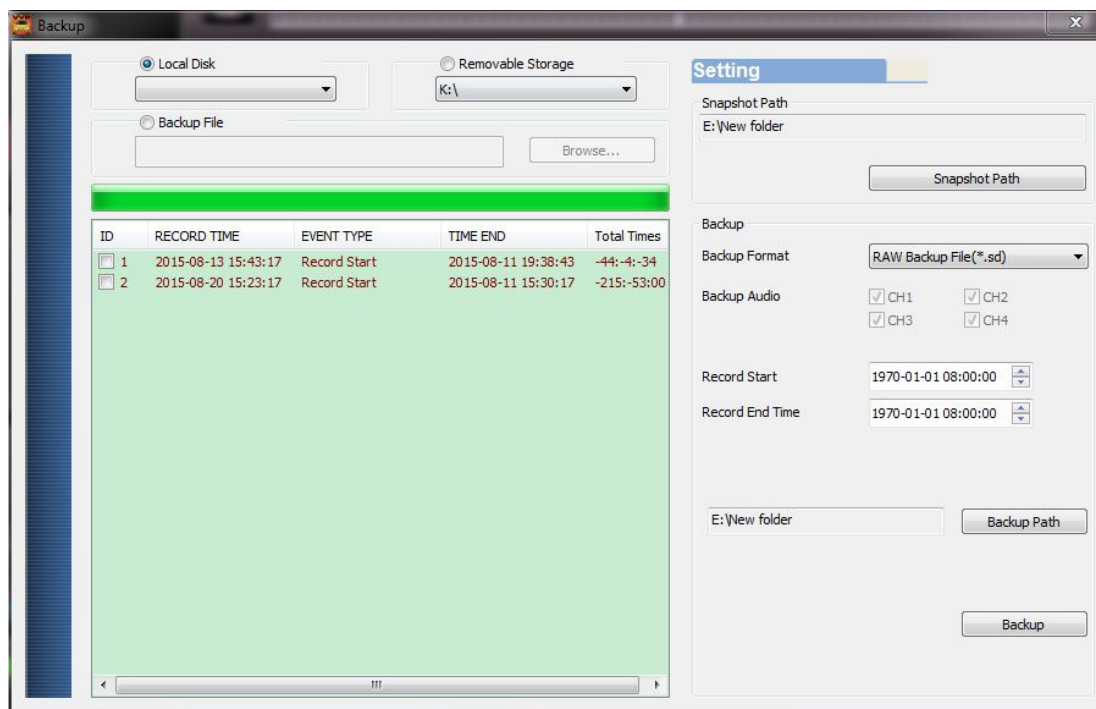 Backup
Local Disk
Removable Storage
K:\
Backup File
Browse...
ID RECORD TIME EVENT TYPE TIME END Total Times
1 2015-08-13 15:43:17 Record Start 2015-08-11 19:38:43 -44:-4:-34
2 2015-08-20 15:23:17 Record Start 2015-08-11 15:30:17 -215:-53:00
Setting
Snapshot Path
E:\New folder
Snapshot Path
Backup
Backup Format RAW Backup File(*.sd)
Backup Audio CH1 CH2
CH3 CH4
Record Start 1970-01-01 08:00:00
Record End Time 1970-01-01 08:00:00
E:\New folder Backup Path
Backup